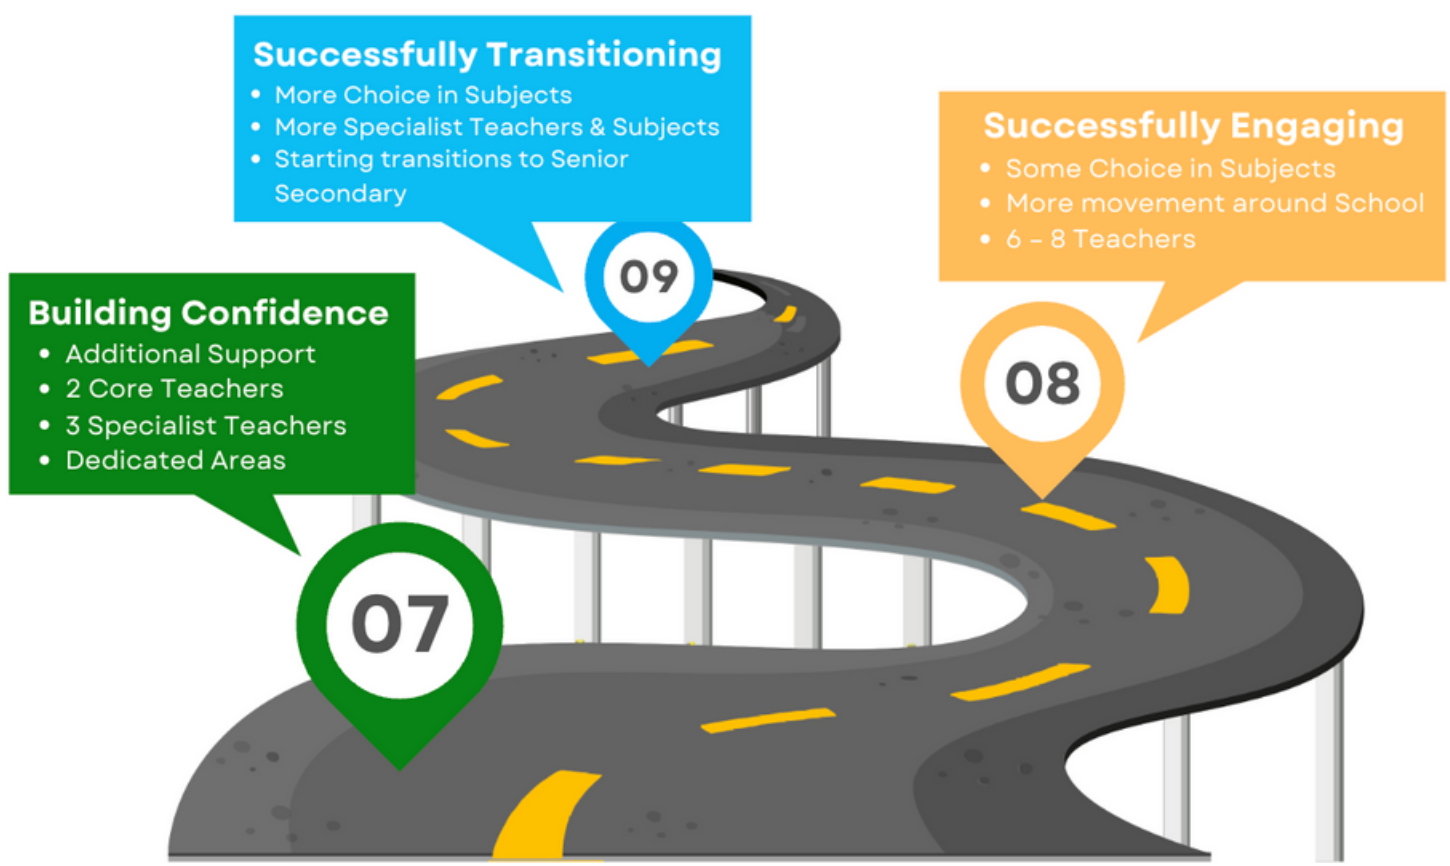 Successfully Transitioning
• More Choice in Subjects
• More Specialist Teachers & Subjects
• Starting transitions to Senior
Secondary
09
Successfully Engaging
• Some Choice in Subjects
• More movement around School
• 6 – 8 Teachers
08
Building Confidence
• Additional Support
• 2 Core Teachers
• 3 Specialist Teachers
• Dedicated Areas
07